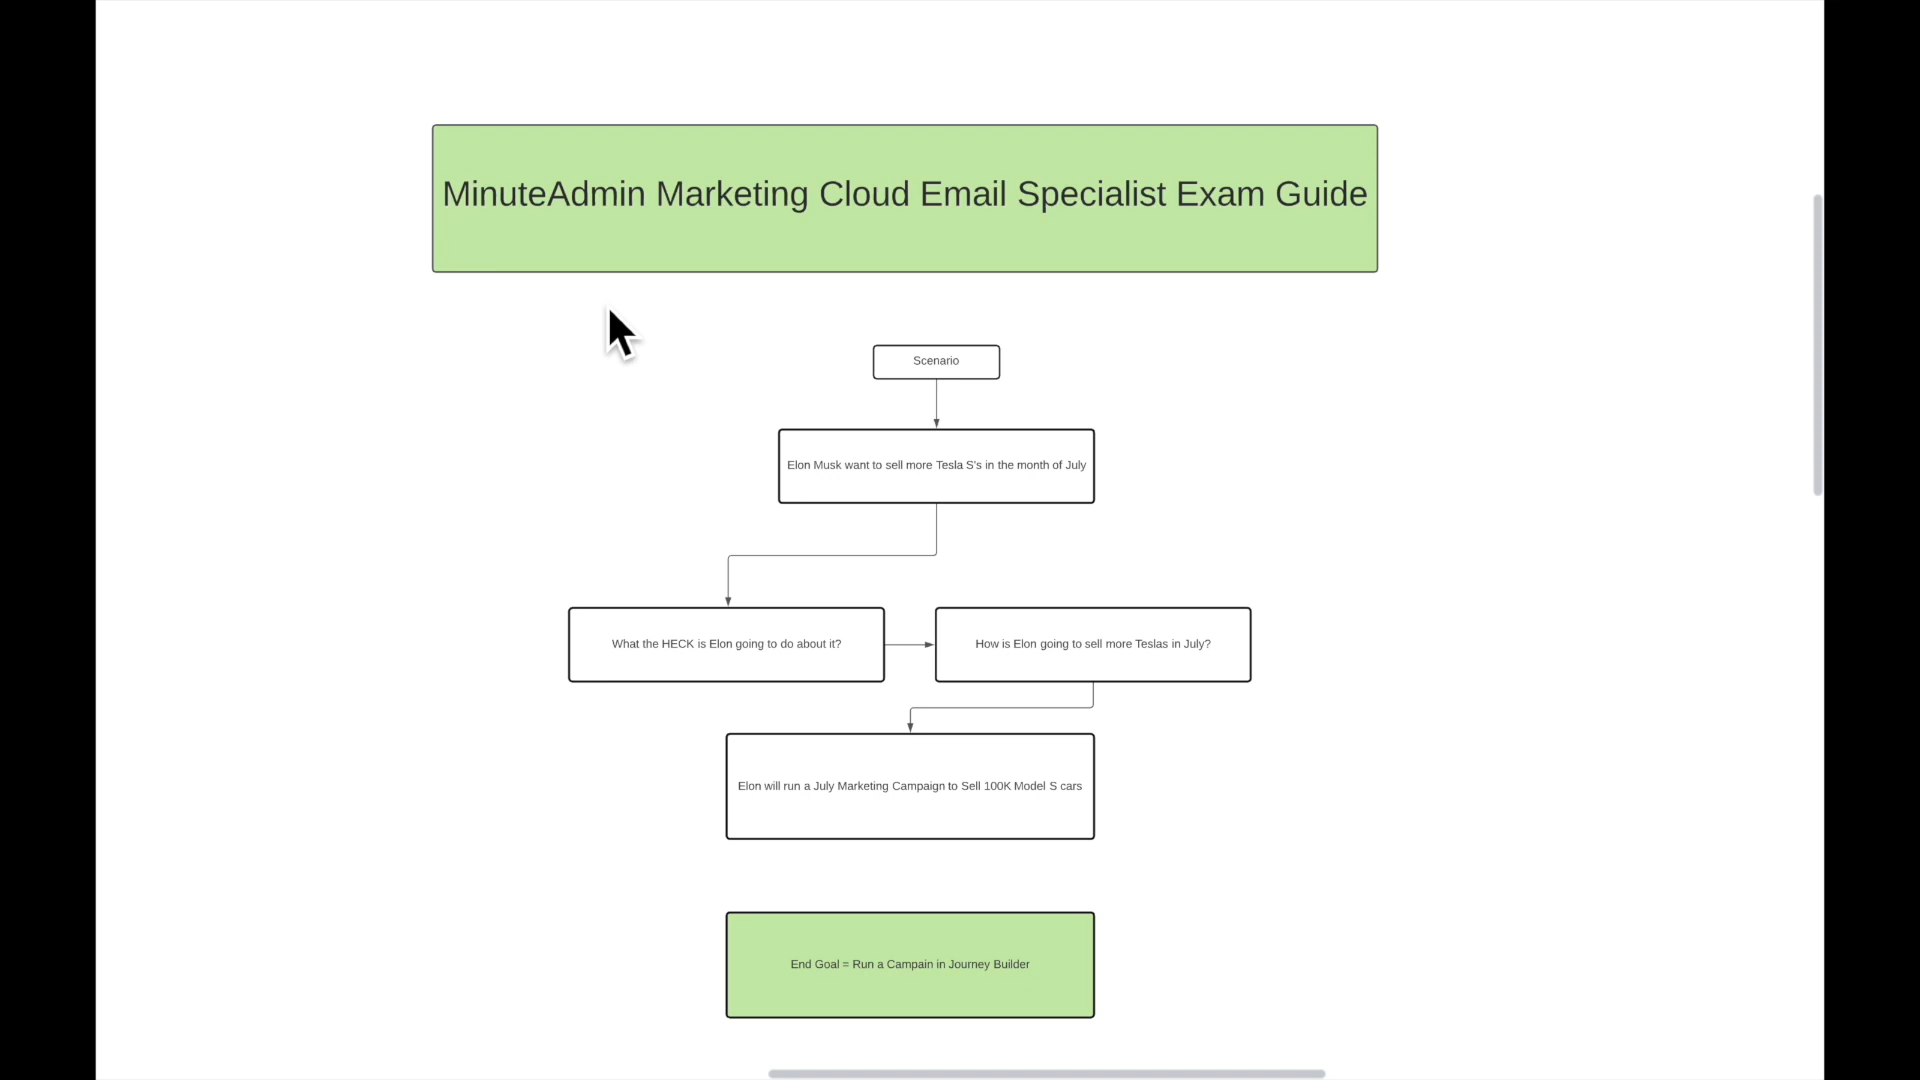 MinuteAdmin Marketing Cloud Email Specialist Exam Guide
Scenario
Elon Musk want to sell more Tesla S's in the month of July
What the HECK is Elon going to do about it?
How is Elon going to sell more Teslas in July?
Elon will run a July Marketing Campaign to Sell 100K Model S cars
End Goal = Run a Campain in Journey Builder